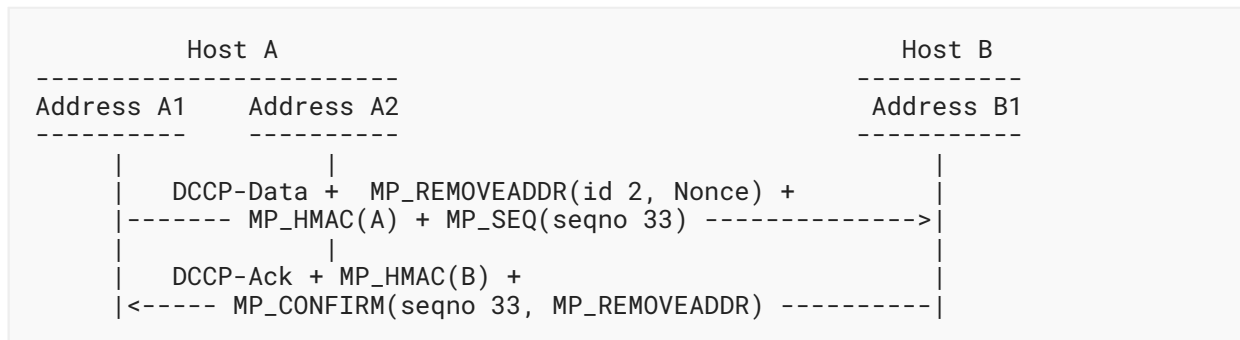 Host A                                         Host B
------------------------                              -----------
Address A1    Address A2                               Address B1
----------    ----------                              -----------
     |             |                                       |
     |   DCCP-Data +  MP_REMOVEADDR(id 2, Nonce) +         |
     |------- MP_HMAC(A) + MP_SEQ(seqno 33) -------------->|
     |             |                                       |
     |   DCCP-Ack + MP_HMAC(B) +                           |
     |<----- MP_CONFIRM(seqno 33, MP_REMOVEADDR) ----------|